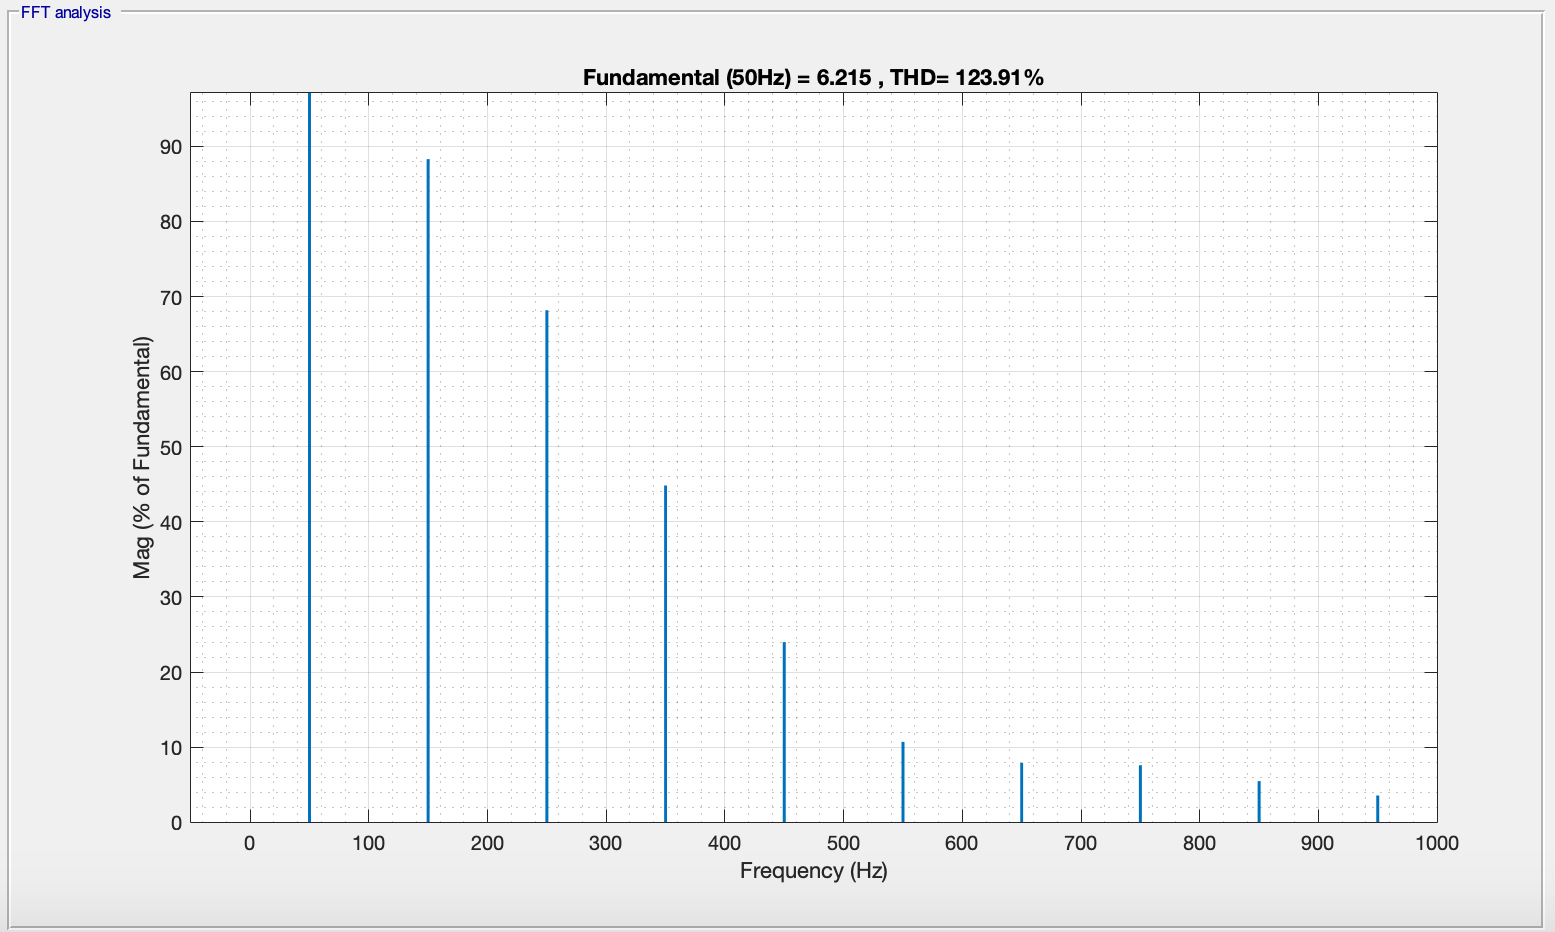 FFT analysis
Fundamental (50Hz) = 6.215 , THD= 123.91%
Mag (% of Fundamental)
90
80
70
60
50
40
30
20
10
0
0 100 200 300 400 500 600 700 800 900 1000
Frequency (Hz)